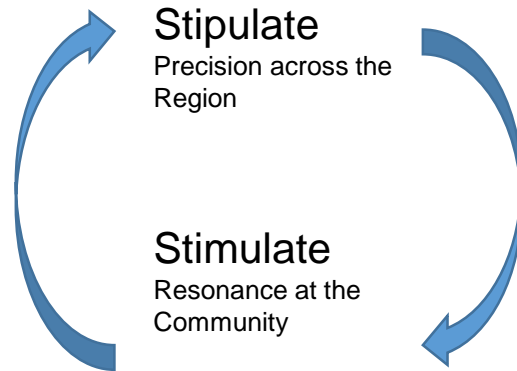 Stipulate
Precision across the
Region
Stimulate
Resonance at the
Community